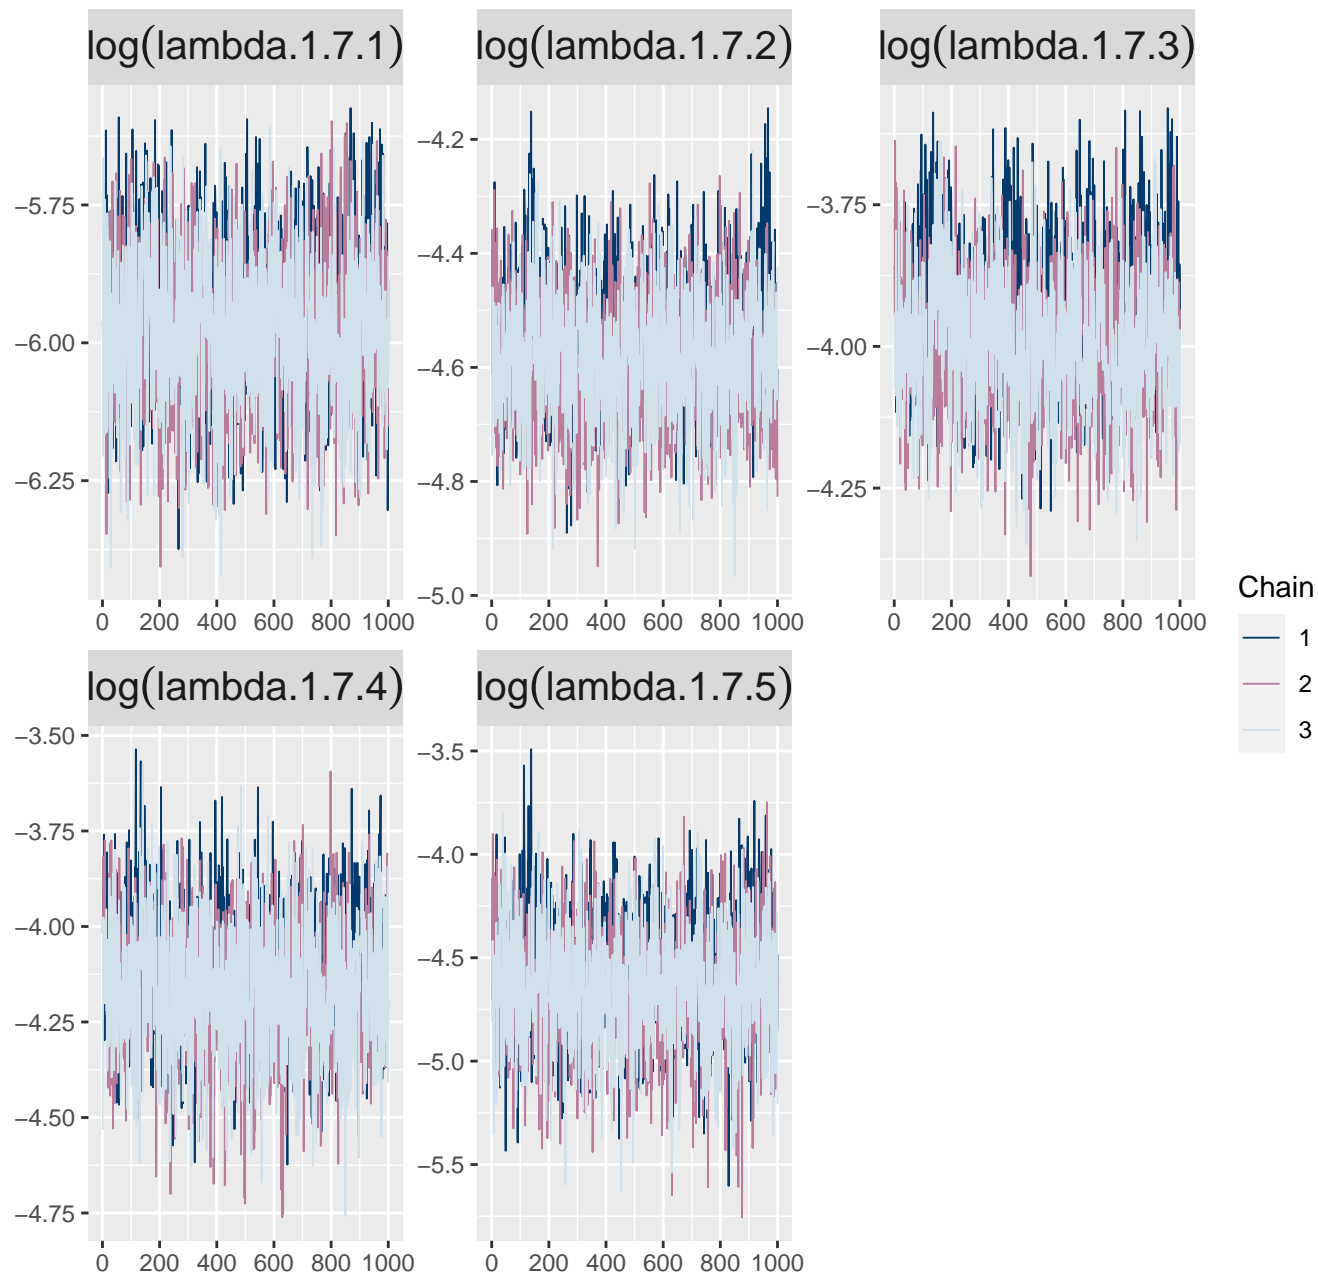 log(lambda.1.7.1)
log(lambda.1.7.2)
log(lambda.1.7.3)
−5.75
−6.00
−6.25
−4.2
−4.4
−4.6
−4.8
−5.0
−3.75
−4.00
−4.25
0 200 400 600 800 1000
0 200 400 600 800 1000
0 200 400 600 800 1000
Chain
1
2
3
log(lambda.1.7.4)
log(lambda.1.7.5)
−3.50
−3.75
−4.00
−4.25
−4.50
−4.75
−3.5
−4.0
−4.5
−5.0
−5.5
0 200 400 600 800 1000
0 200 400 600 800 1000